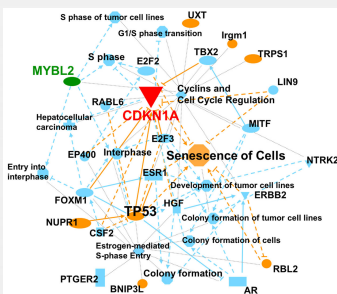 S phase of tumor cell lines
UXT
G1/S phase transition
Irgm1
TBX2
S phase
E2F2
TRPS1
MYBL2
Cyclins and
Cell Cycle Regulation
LIN9
RABL6
CDKN1A
Hepatocellular
carcinoma
MITF
E2F3
EP400
Interphase
Senescence of Cells
NTRK2
Entry into
interphase
ESR1
Development of tumor cell lines
FOXM1
ERBB2
HGF
TP53
Colony formation of tumor cell lines
NUPR1
CSF2
Colony formation of cells
Estrogen-mediated
S-phase Entry
RBL2
Colony formation
PTGER2
BNIP3L
AR